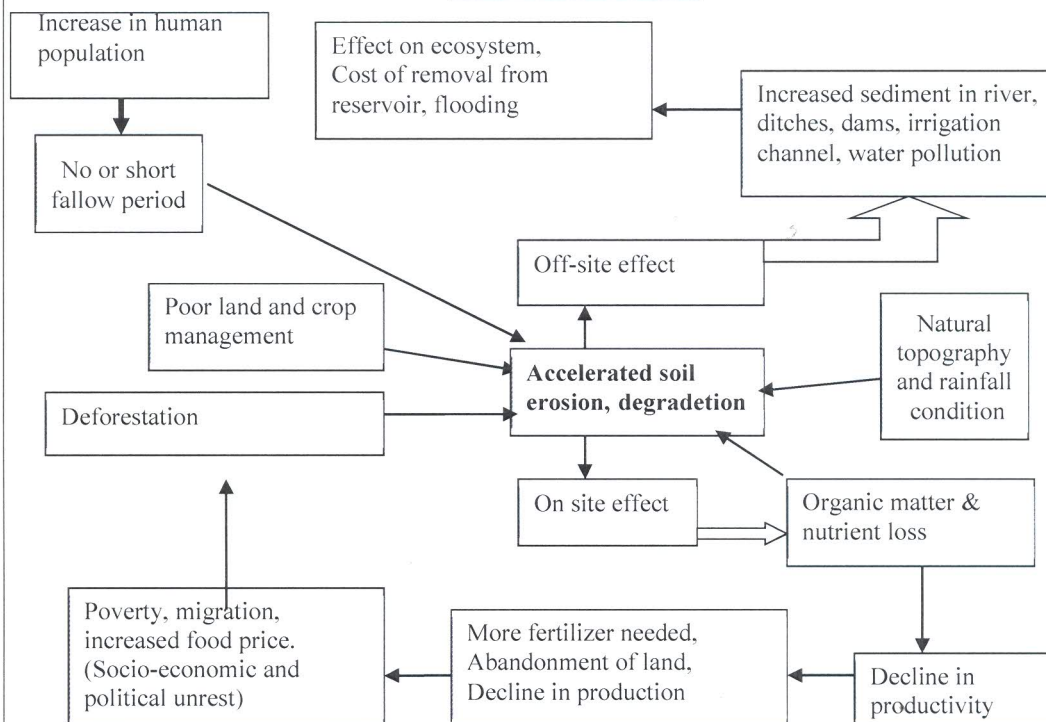 Increase in human
population
Effect on ecosystem,
Cost of removal from
reservoir, flooding
Increased sediment in river,
ditches, dams, irrigation
channel, water pollution
No or short
fallow period
Off-site effect
Poor land and crop
management
Natural
topography
and rainfall
condition
Accelerated soil
erosion, degradetion
Deforestation
On site effect
Organic matter &
nutrient loss
Poverty, migration,
increased food price.
(Socio-economic and
political unrest)
More fertilizer needed,
Abandonment of land,
Decline in production
Decline in
productivity